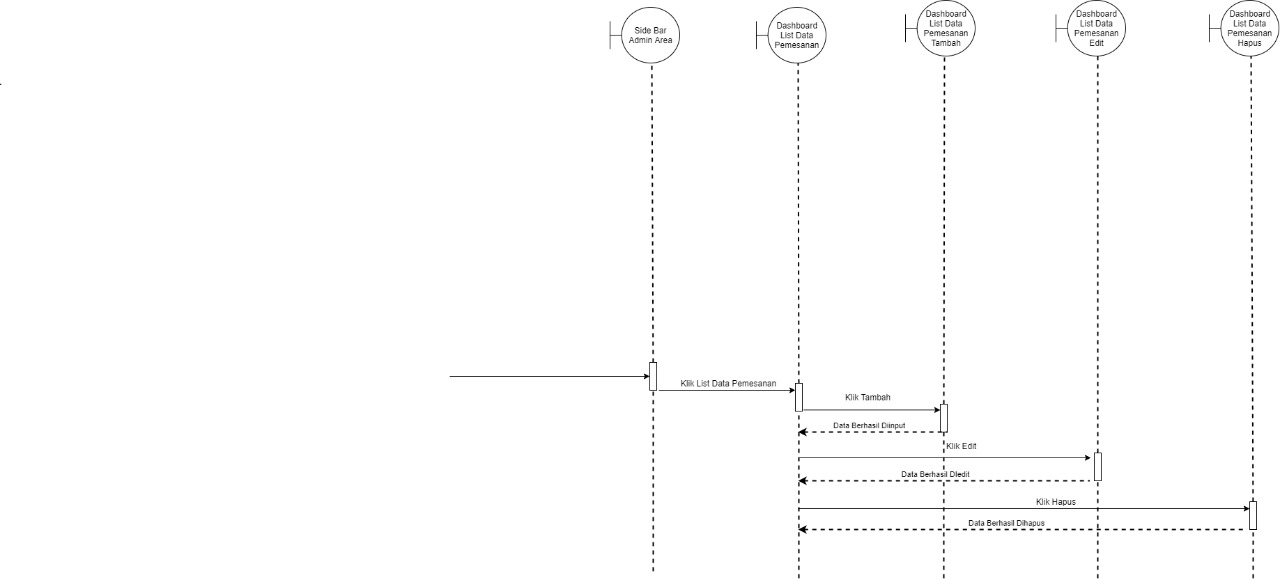 Side Bar
Admin Area
Dashboard
List Data
Pemesanan
Dashboard
List Data
Pemesanan
Tambah
Dashboard
List Data
Pemesanan
Edit
Dashboard
List Data
Pemesanan
Hapus
Klik List Data Pemesanan
Klik Tambah
Data Berhasil Diinput
Klik Edit
Data Berhasil DIedit
Klik Hapus
Data Berhasil Dihapus